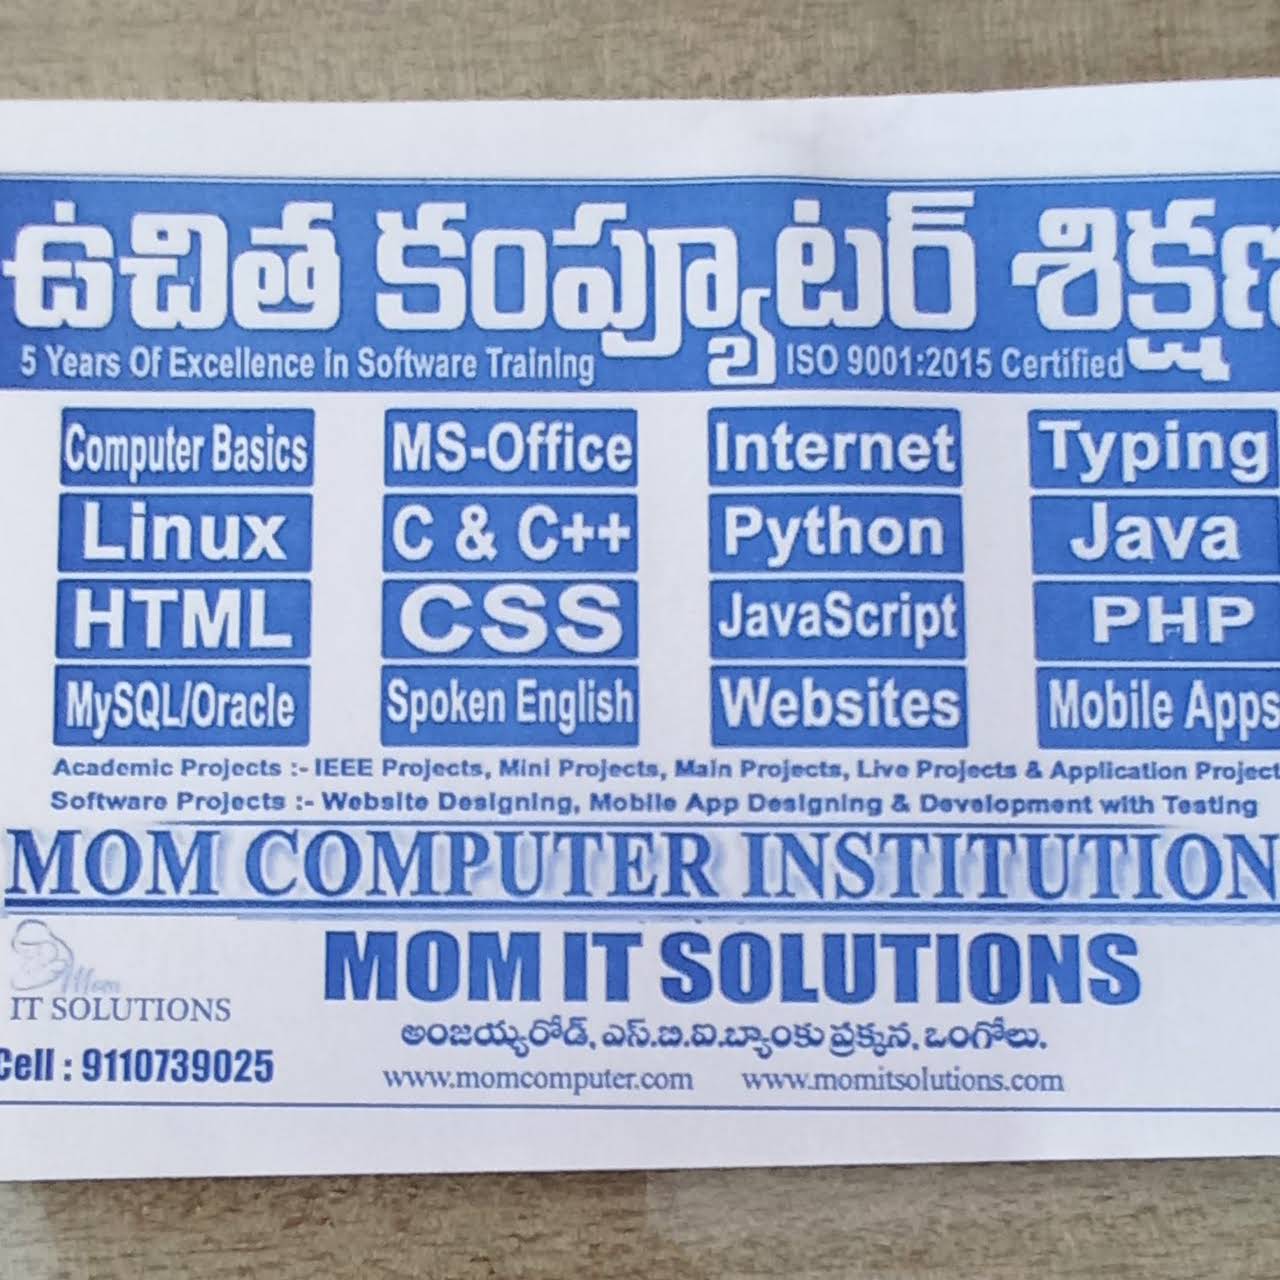 ఉచిత కంప్యూటర్ శిక్షణ
5 Years Of Excellence in Software Training ISO 9001:2015 Certified
Computer Basics MS-Office Internet Typing
Linux C & C++ Python Java
HTML CSS JavaScript PHP
MySQL/Oracle Spoken English Websites Mobile Apps
Academic Projects :- IEEE Projects, Mini Projects, Main Projects, Live Projects & Application Project
Software Projects :- Website Designing, Mobile App Designing & Development with Testing
MOM COMPUTER INSTITUTION
Mom
IT SOLUTIONS
MOM IT SOLUTIONS
అంజయ్యరోడ్, ఎస్.బి.ఐ.బ్యాంకు ప్రక్కన, ఒంగోలు.
Cell : 9110739025
www.momcomputer.com www.momitsolutions.com